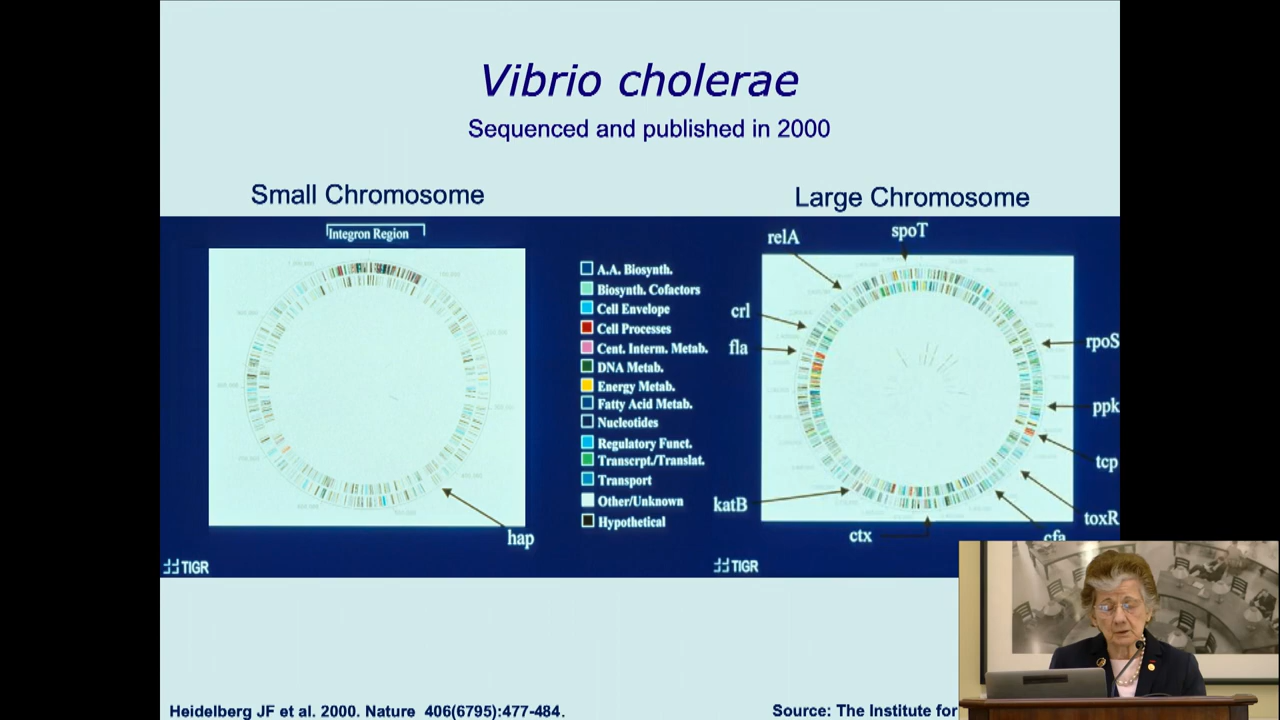 Vibrio cholerae
Sequenced and published in 2000
Small Chromosome
Large Chromosome
Integron Region
hap
TIGR
A.A. Biosynth.
Biosynth. Cofactors
Cell Envelope
Cell Processes
Cent. Interm. Metab.
DNA Metab.
Energy Metab.
Fatty Acid Metab.
Nucleotides
Regulatory Funct.
Transcrpt./Translat.
Transport
Other/Unknown
Hypothetical
relA
spoT
crl
fla
rpoS
ppk
tcp
toxR
cfa
katB
ctx
TIGR
Heidelberg JF et al. 2000. Nature 406(6795):477-484.
Source: The Institute for